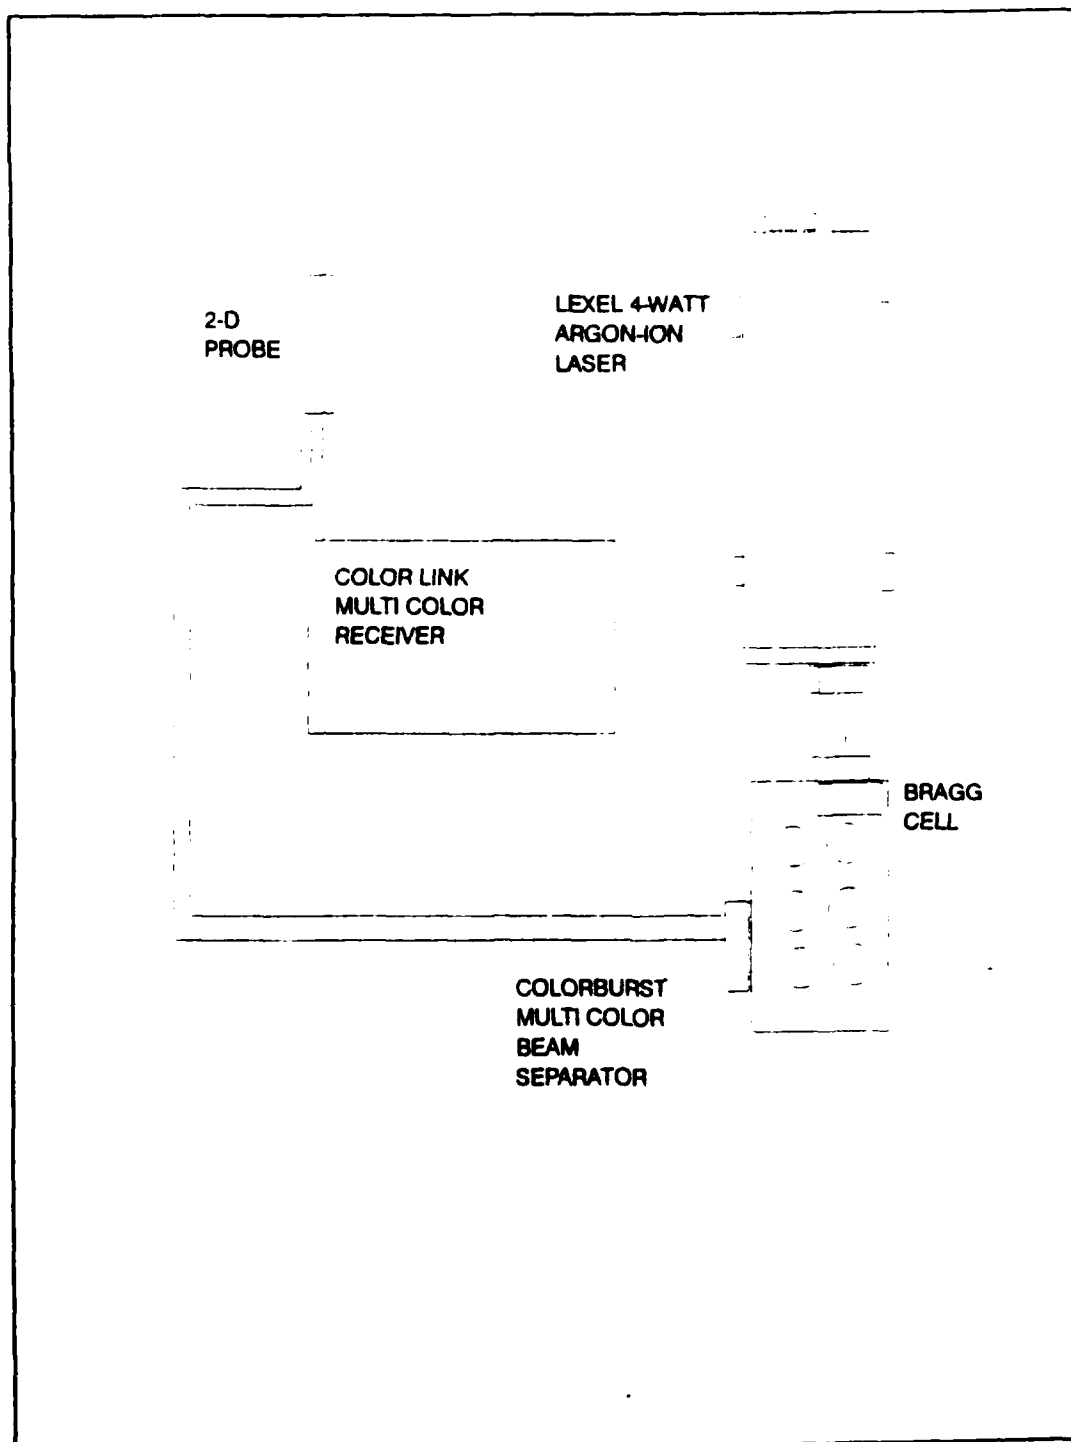 2-D
PROBE
LEXEL 4-WATT
ARGON-ION
LASER
COLOR LINK
MULTI COLOR
RECEIVER
BRAGG
CELL
COLORBURST
MULTI COLOR
BEAM
SEPARATOR